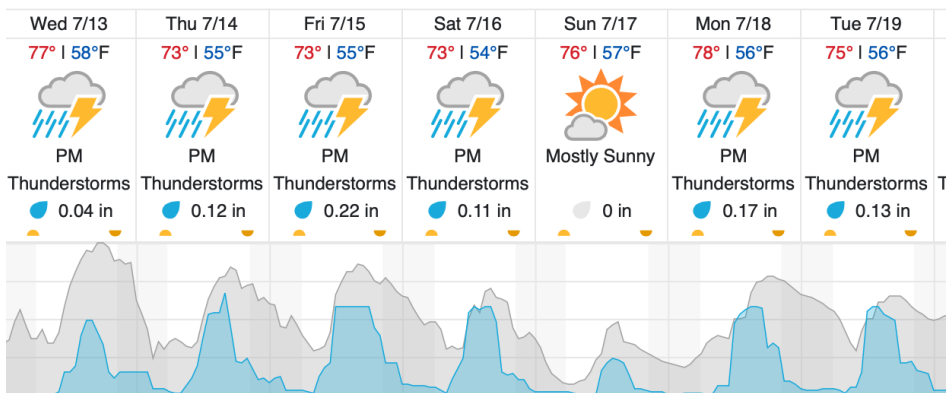 Wed 7/13 Thu 7/14 Fri 7/15 Sat 7/16 Sun 7/17 Mon 7/18 Tue 7/19
77° | 58°F 73° | 55°F 73° | 55°F 73° | 54°F 76° | 57°F 78° | 56°F 75° | 56°F
PM PM PM PM Mostly Sunny PM PM
Thunderstorms Thunderstorms Thunderstorms Thunderstorms Thunderstorms Thunderstorms T
0.04 in 0.12 in 0.22 in 0.11 in 0 in 0.17 in 0.13 in